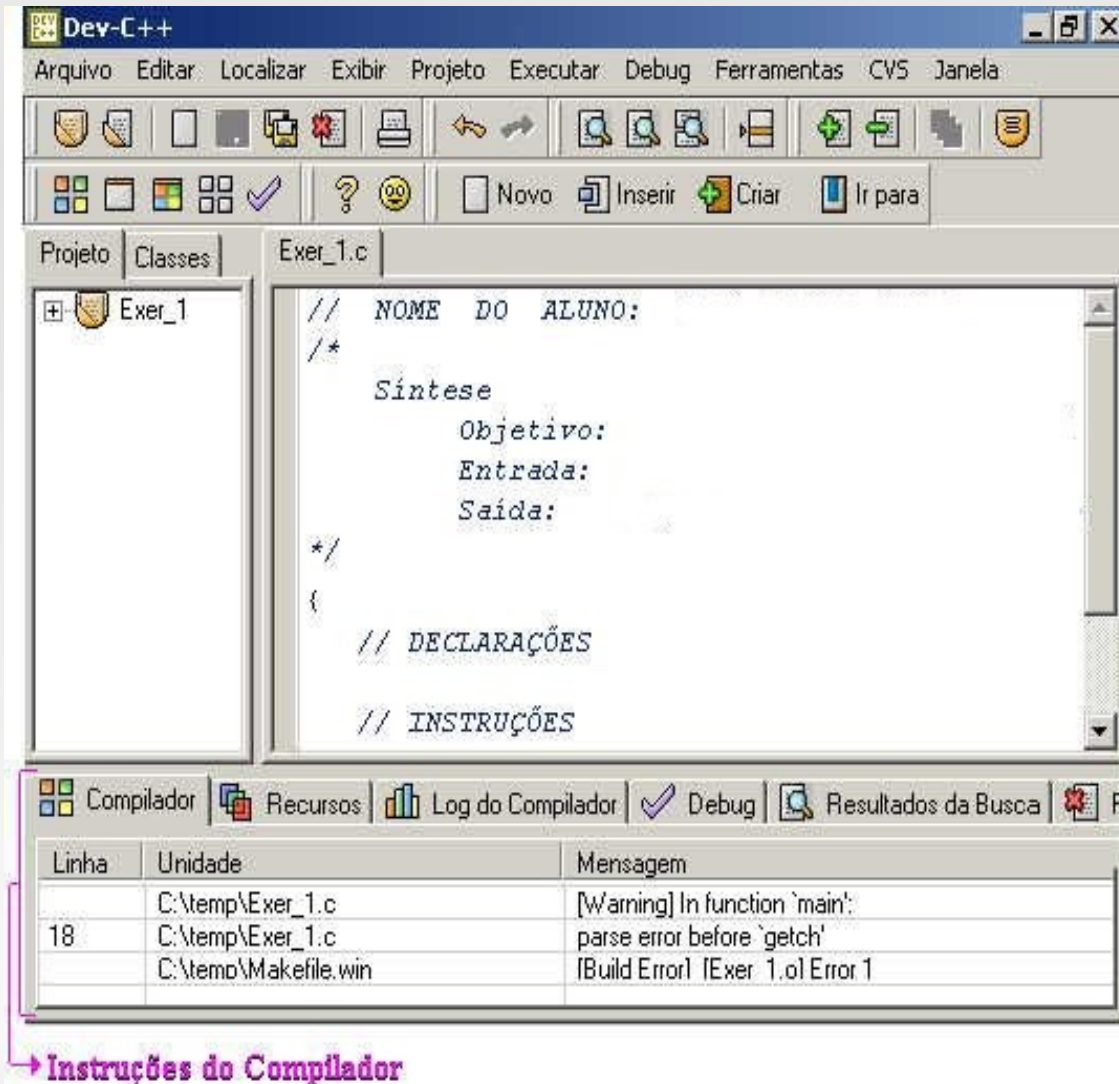 Dev-C++
Arquivo Editar Localizar Exibir Projeto Executar Debug Ferramentas CVS Janela
Novo Inserir Criar Ir para
Projeto Classes Exer_1.c
Exer_1
// NOME DO ALUNO:
/*
Síntese
Objetivo:
Entrada:
Saída:
*/
{
// DECLARAÇÕES
// INSTRUÇÕES
Compilador Recursos Log do Compilador Debug Resultados da Busca
Linha Unidade Mensagem
C:\temp\Exer_1.c [Warning] In function `main':
18 C:\temp\Exer_1.c parse error before `getch'
C:\temp\Makefile.win [Build Error] [Exer_1.o] Error 1
Instruções do Compilador